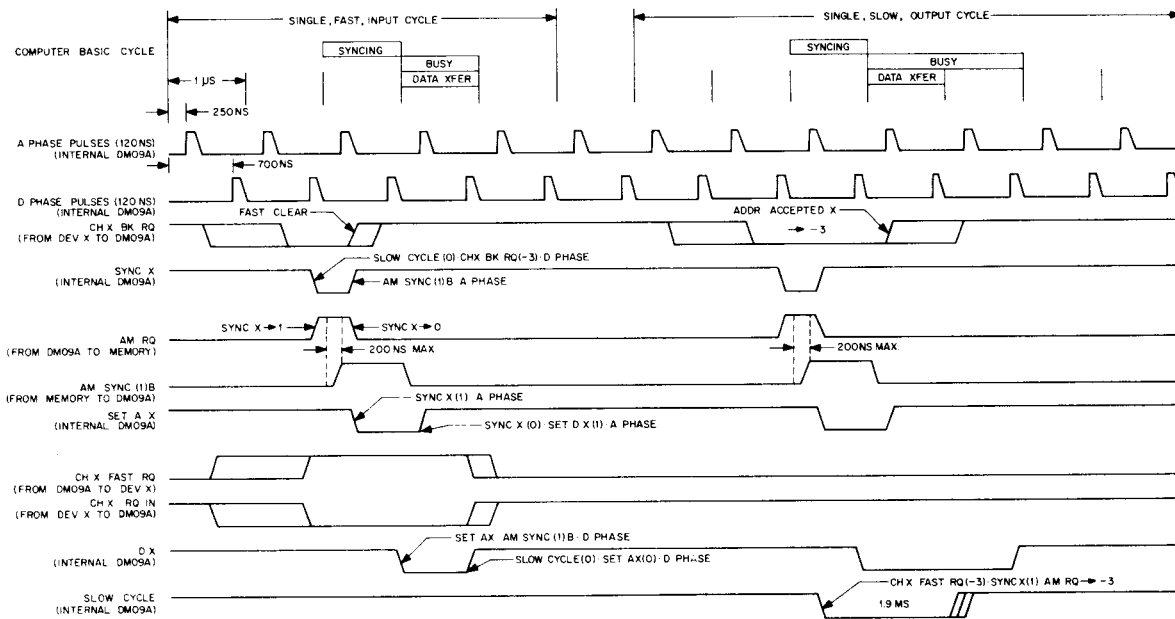 SINGLE, FAST, INPUT CYCLE
SINGLE, SLOW, OUTPUT CYCLE
COMPUTER BASIC CYCLE
SYNCING
SYNCING
BUSY
BUSY
DATA XFER
DATA XFER
1 μS
250NS
A PHASE PULSES (120NS)
(INTERNAL DM09A)
700NS
D PHASE PULSES (120NS)
(INTERNAL DM09A)
FAST CLEAR
ADDR ACCEPTED X
→ -3
CH X BK RQ
(FROM DEV X TO DM09A)
SLOW CYCLE (0)·CHX BK RQ(-3)·D PHASE
SYNC X
(INTERNAL DM09A)
AM SYNC (1)B·A PHASE
SYNC X→1
SYNC X→0
AM RQ
(FROM DM09A TO MEMORY)
200NS MAX
200NS MAX.
AM SYNC (1)B
(FROM MEMORY TO DM09A)
SYNC X(1)·A PHASE
SET A X
(INTERNAL DM09A)
SYNC X(0)·SET D X(1)·A PHASE
CH X FAST RQ
(FROM DM09A TO DEV X)
CH X RQ IN
(FROM DEV X TO DM09A)
SET AX·AM SYNC(1)B·D PHASE
D X
(INTERNAL DM09A)
SLOW CYCLE(0)·SET AX(0)·D PHASE
CHX FAST RQ(-3)·SYNCX(1)·AM RQ→-3
SLOW CYCLE
(INTERNAL DM09A)
1.9 MS